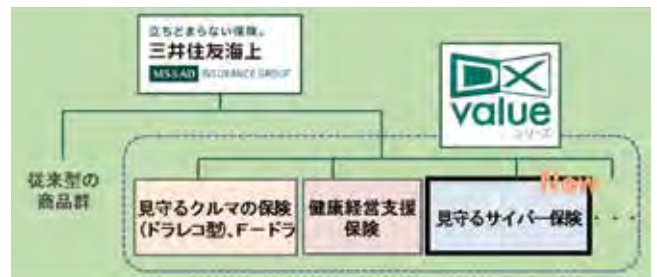 立ちどまらない保険。
三井住友海上
MS&AD INSURANCE GROUP
DX
value
シリーズ
従来型の
商品群
見守るクルマの保険
(ドラレコ型)、Fードラ
健康経営支援
保険
New
見守るサイバー保険
・・・